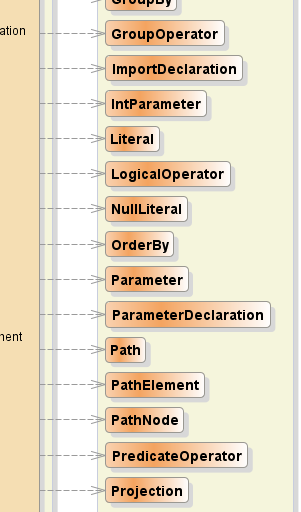 GroupBy
ation
GroupOperator
ImportDeclaration
IntParameter
Literal
LogicalOperator
NullLiteral
OrderBy
Parameter
ParameterDeclaration
ment
Path
PathElement
PathNode
PredicateOperator
Projection